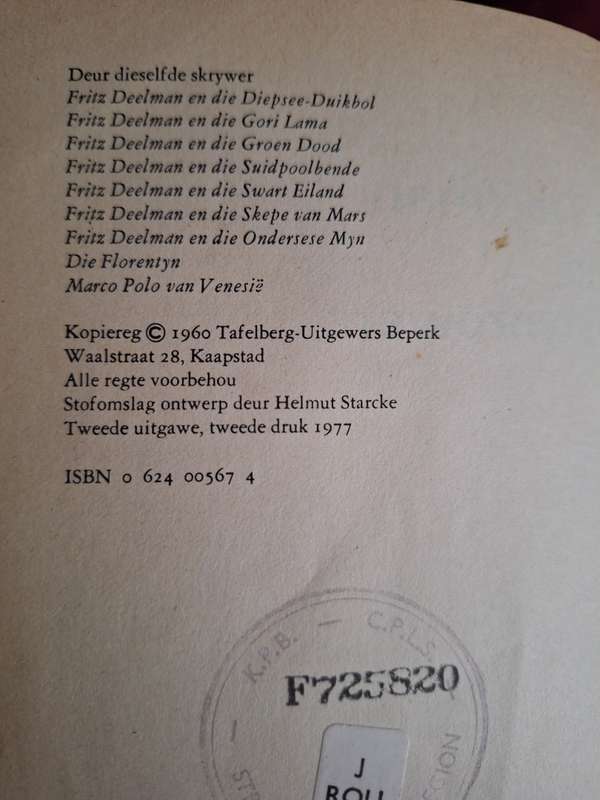 Deur dieselfde skrywer
Fritz Deelman en die Diepsee-Duikbol
Fritz Deelman en die Gori Lama
Fritz Deelman en die Groen Dood
Fritz Deelman en die Suidpoolbende
Fritz Deelman en die Swart Eiland
Fritz Deelman en die Skepe van Mars
Fritz Deelman en die Ondersese Myn
Die Florentyn
Marco Polo van Venesië
Kopiereg © 1960 Tafelberg-Uitgewers Beperk
Waalstraat 28, Kaapstad
Alle regte voorbehou
Stofomslag ontwerp deur Helmut Starcke
Tweede uitgawe, tweede druk 1977
ISBN 0 624 00567 4
K.P.B. — C.P.L.S.
F725820
J
ROU